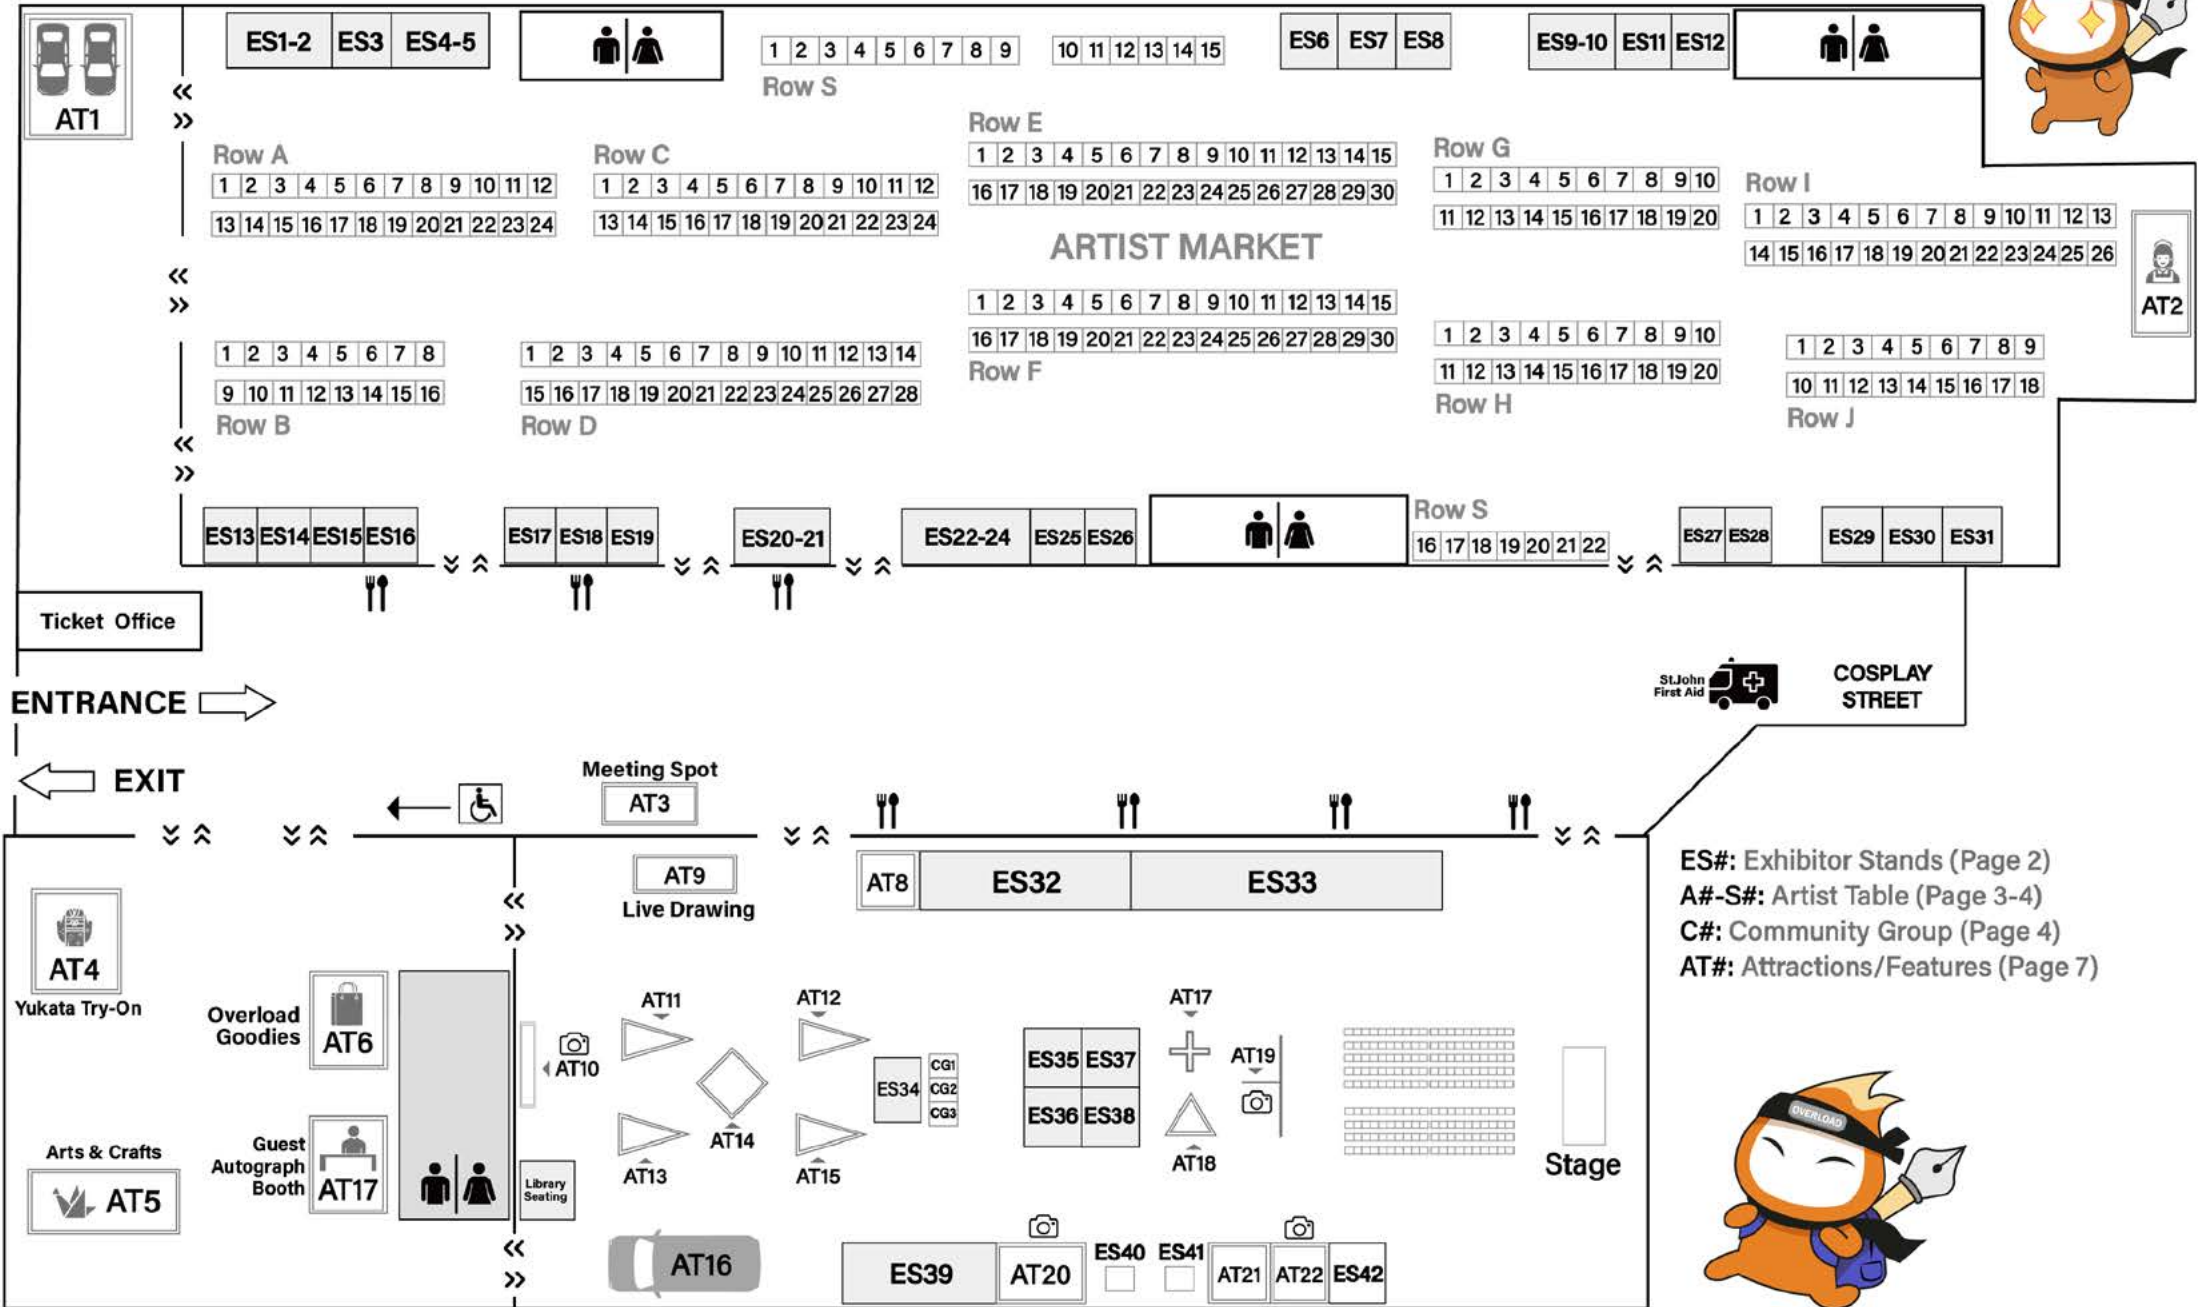 AT1
ES1-2 ES3 ES4-5
1 2 3 4 5 6 7 8 9
10 11 12 13 14 15
Row S
ES6 ES7 ES8
ES9-10 ES11 ES12
Row A
1 2 3 4 5 6 7 8 9 10 11 12
13 14 15 16 17 18 19 20 21 22 23 24
Row C
1 2 3 4 5 6 7 8 9 10 11 12
13 14 15 16 17 18 19 20 21 22 23 24
Row E
1 2 3 4 5 6 7 8 9 10 11 12 13 14 15
16 17 18 19 20 21 22 23 24 25 26 27 28 29 30
Row G
1 2 3 4 5 6 7 8 9 10
11 12 13 14 15 16 17 18 19 20
Row I
1 2 3 4 5 6 7 8 9 10 11 12 13
14 15 16 17 18 19 20 21 22 23 24 25 26
AT2
ARTIST MARKET
1 2 3 4 5 6 7 8
9 10 11 12 13 14 15 16
Row B
1 2 3 4 5 6 7 8 9 10 11 12 13 14
15 16 17 18 19 20 21 22 23 24 25 26 27 28
Row D
1 2 3 4 5 6 7 8 9 10 11 12 13 14 15
16 17 18 19 20 21 22 23 24 25 26 27 28 29 30
Row F
1 2 3 4 5 6 7 8 9 10
11 12 13 14 15 16 17 18 19 20
Row H
1 2 3 4 5 6 7 8 9
10 11 12 13 14 15 16 17 18
Row J
ES13 ES14 ES15 ES16
ES17 ES18 ES19
ES20-21
ES22-24 ES25 ES26
Row S
16 17 18 19 20 21 22
ES27 ES28
ES29 ES30 ES31
Ticket Office
ENTRANCE
EXIT
St.John
First Aid
COSPLAY
STREET
Meeting Spot
AT3
AT9
Live Drawing
AT8 ES32 ES33
ES#: Exhibitor Stands (Page 2)
A#-S#: Artist Table (Page 3-4)
C#: Community Group (Page 4)
AT#: Attractions/Features (Page 7)
AT4
Yukata Try-On
Overload
Goodies
AT6
Arts & Crafts
AT5
Guest
Autograph
Booth
AT17
AT10
Library
Seating
AT11
AT12
AT13
AT14
AT15
ES34
CG1
CG2
CG3
ES35 ES37
ES36 ES38
AT17
AT18
AT19
Stage
AT16
ES39 AT20
ES40 ES41
AT21 AT22 ES42
OVERLOAD